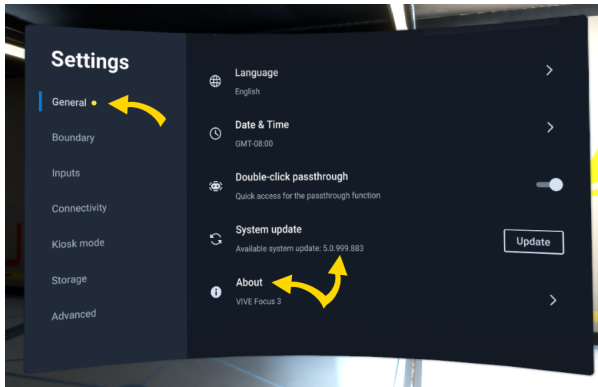 Settings
General
Boundary
Inputs
Connectivity
Kiosk mode
Storage
Advanced
Language
English
Date & Time
GMT-08:00
Double-click passthrough
Quick access for the passthrough function
System update
Available system update: 5.0.999.883
Update
About
VIVE Focus 3